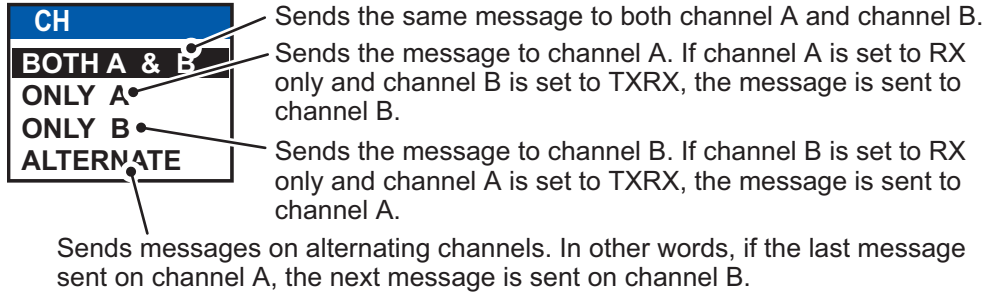 CH
BOTH A & B
ONLY A
ONLY B
ALTERNATE
Sends the same message to both channel A and channel B.
Sends the message to channel A. If channel A is set to RX
only and channel B is set to TXRX, the message is sent to
channel B.
Sends the message to channel B. If channel B is set to RX
only and channel A is set to TXRX, the message is sent to
channel A.
Sends messages on alternating channels. In other words, if the last message
sent on channel A, the next message is sent on channel B.